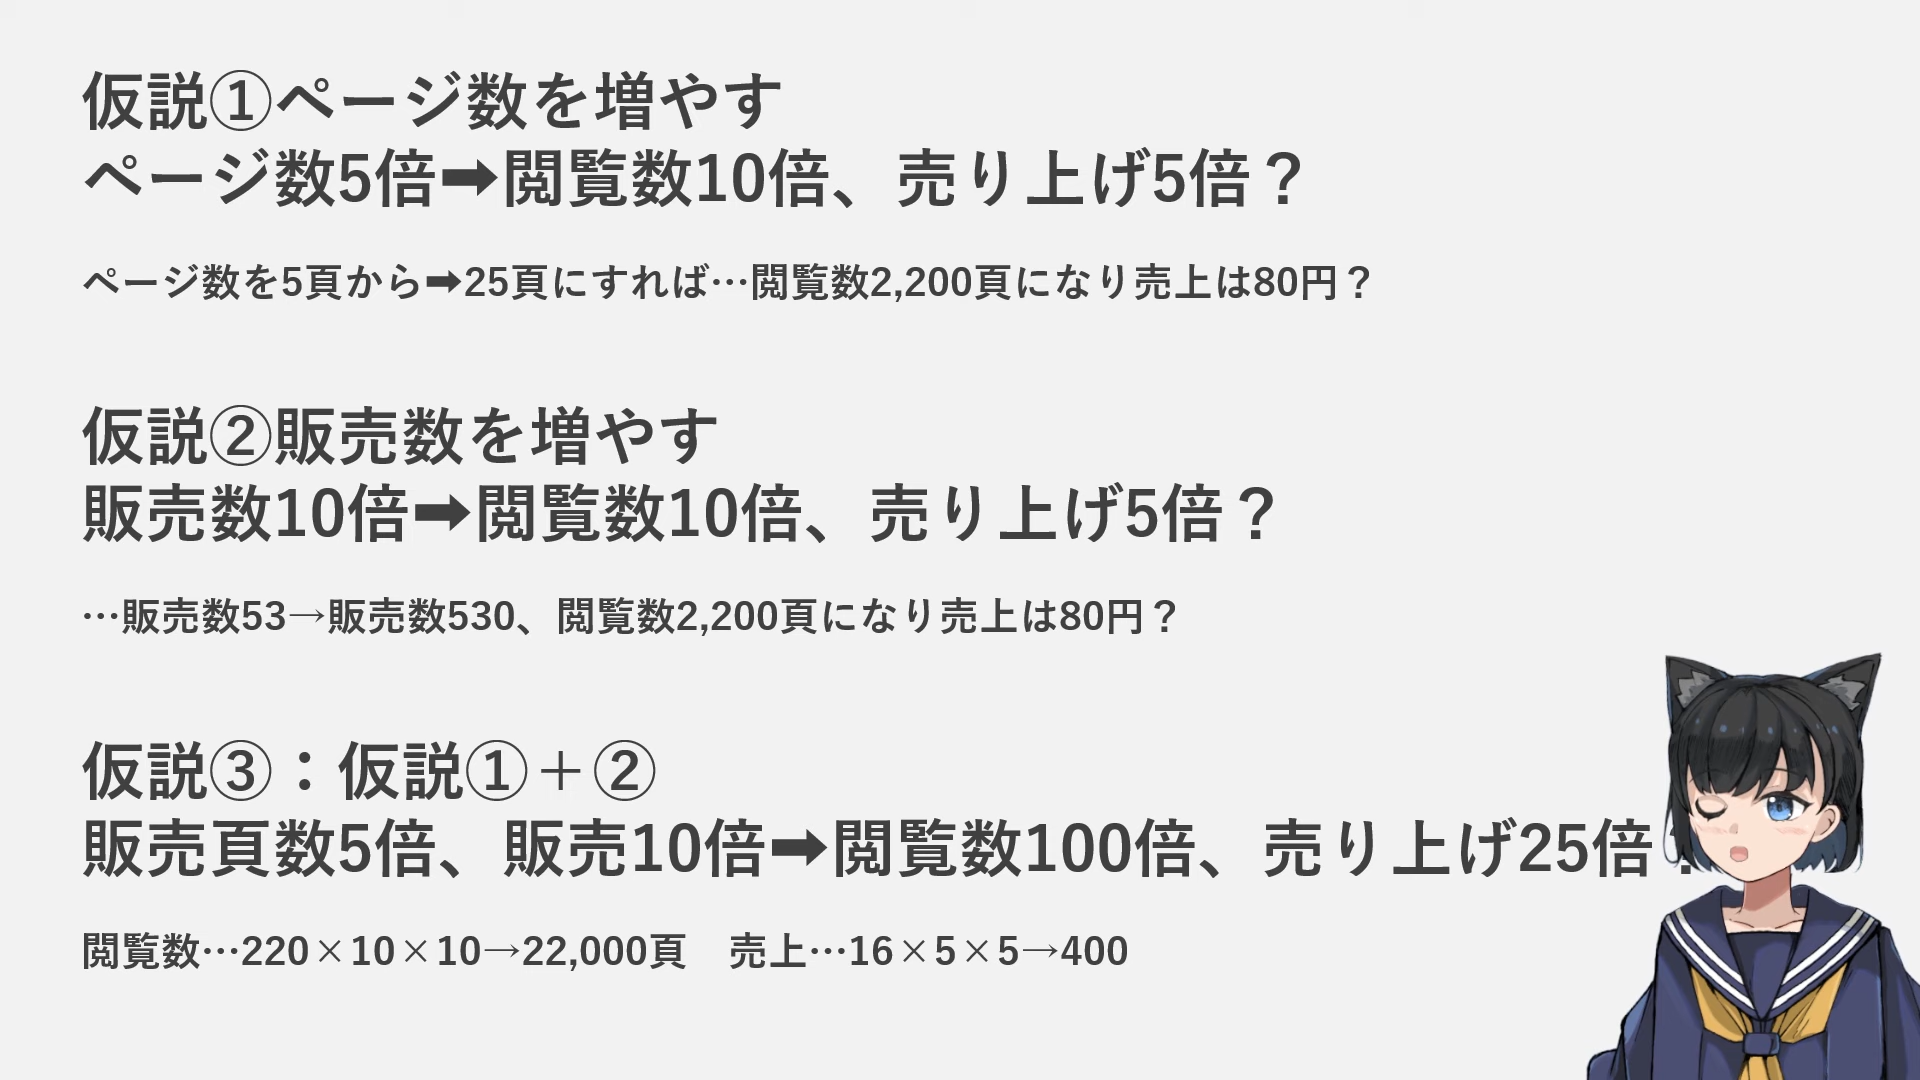 仮説①ページ数を増やす
ページ数5倍➡閲覧数10倍、売り上げ5倍？
ページ数を5頁から➡25頁にすれば…閲覧数2,200頁になり売上は80円？
仮説②販売数を増やす
販売数10倍➡閲覧数10倍、売り上げ5倍？
…販売数53→販売数530、閲覧数2,200頁になり売上は80円？
仮説③：仮説①＋②
販売頁数5倍、販売10倍➡閲覧数100倍、売り上げ25倍？
閲覧数…220×10×10→22,000頁　売上…16×5×5→400